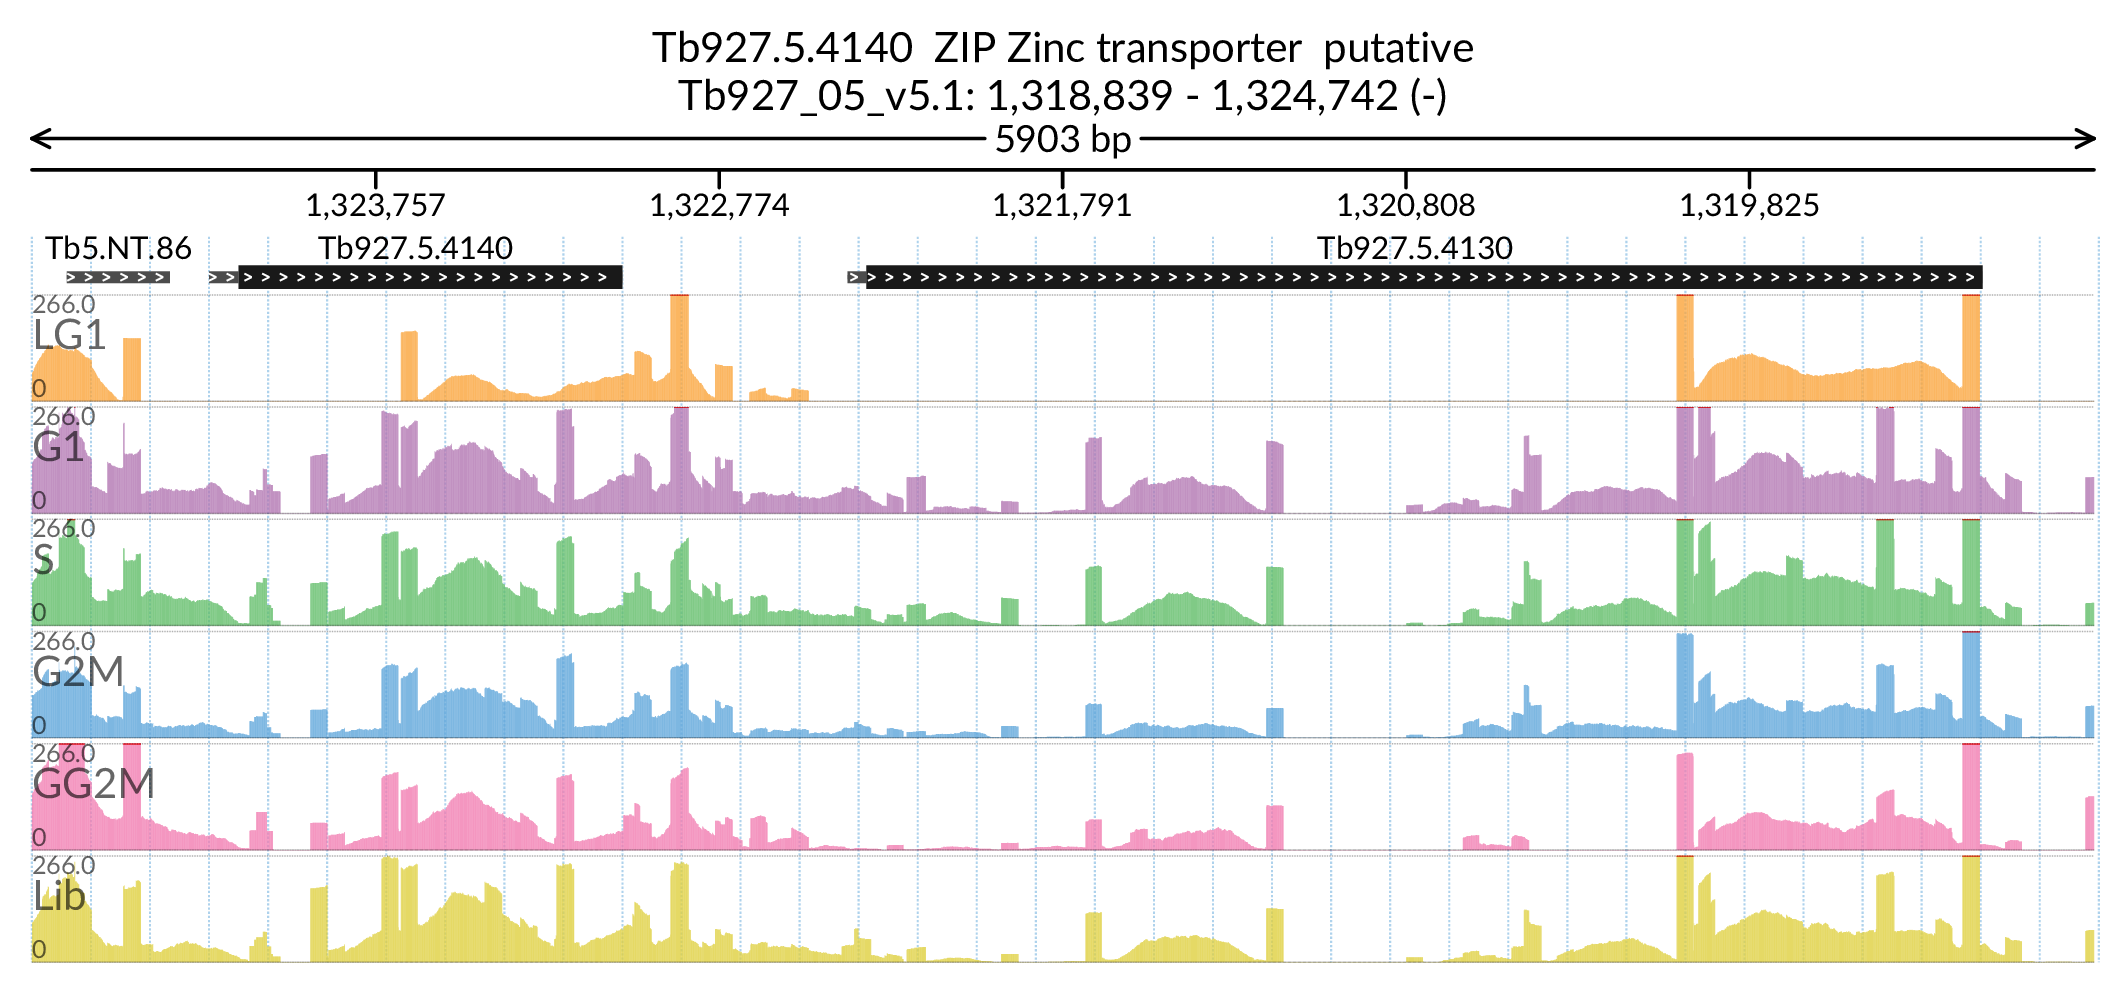 Tb927.5.4140 ZIP Zinc transporter putative
Tb927_05_v5.1: 1,318,839 - 1,324,742 (-)
5903 bp
1,323,757 1,322,774 1,321,791 1,320,808 1,319,825
Tb5.NT.86 Tb927.5.4140 Tb927.5.4130
266.0
LG1
0
266.0
G1
0
266.0
S
0
266.0
G2M
0
266.0
GG2M
0
266.0
Lib
0